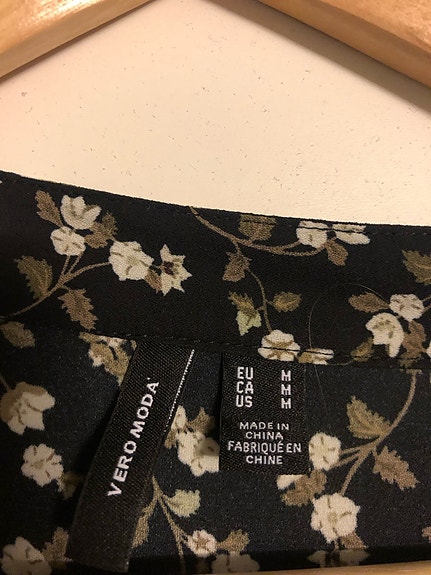 VERO MODA
EU M
CA M
US M
MADE IN
CHINA
FABRIQUÉ EN
CHINE